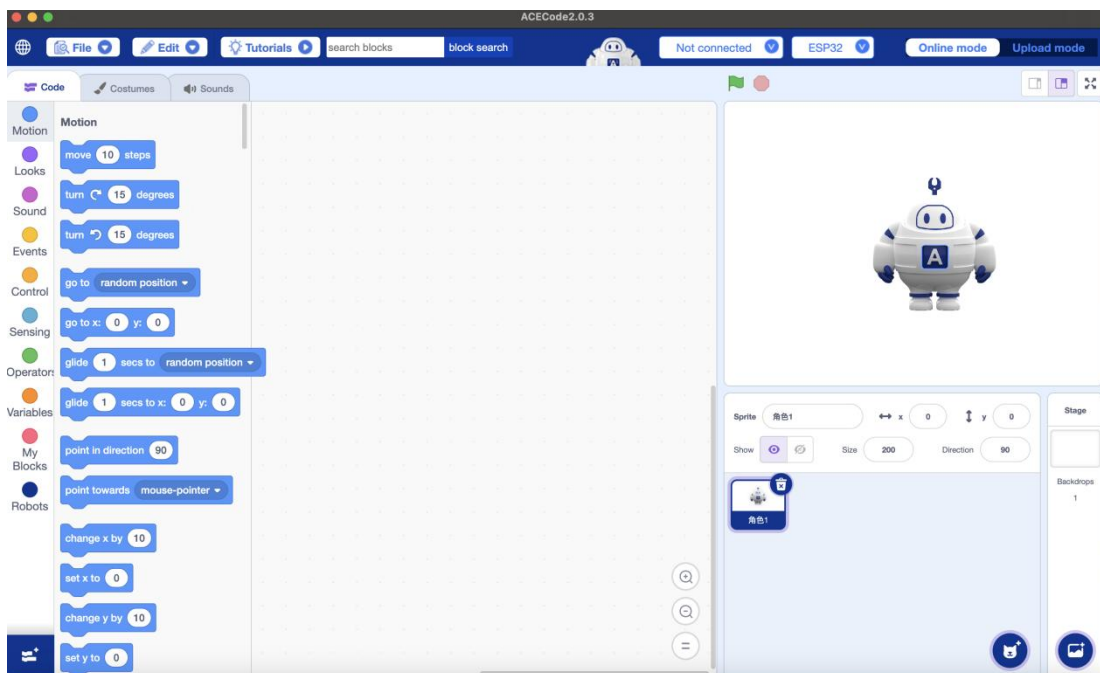 ACECode2.0.3
File Edit Tutorials search blocks block search Not connected ESP32 Online mode Upload mode
Code Costumes Sounds
Motion
Looks
Sound
Events
Control
Sensing
Operators
Variables
My
Blocks
Robots
Motion
move 10 steps
turn 15 degrees
turn 15 degrees
go to random position
go to x: 0 y: 0
glide 1 secs to random position
glide 1 secs to x: 0 y: 0
point in direction 90
point towards mouse-pointer
change x by 10
set x to 0
change y by 10
set y to 0
A
A
Sprite 角色1 x 0 y 0
Show Size 200 Direction 90
角色1
Stage
Backdrops
1